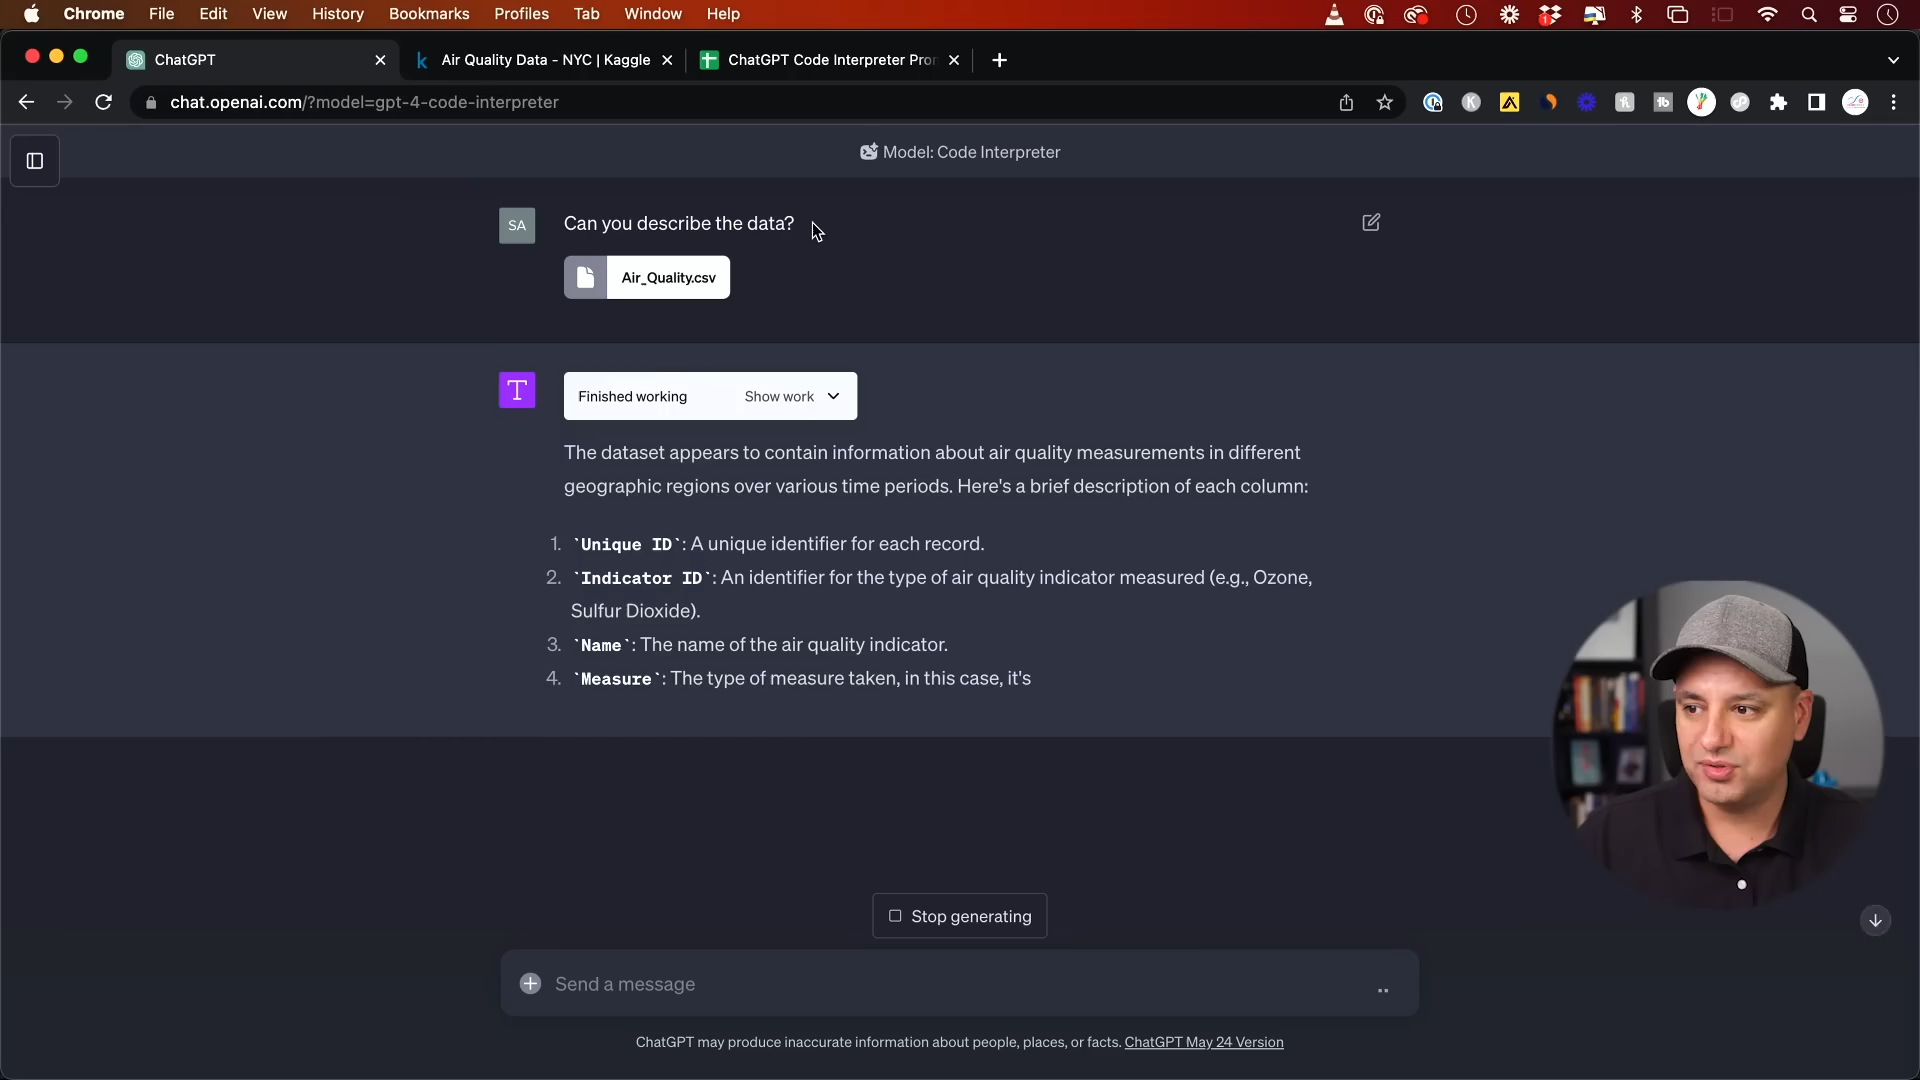 Chrome File Edit View History Bookmarks Profiles Tab Window Help
ChatGPT
Air Quality Data - NYC | Kaggle
ChatGPT Code Interpreter Pro
chat.openai.com/?model=gpt-4-code-interpreter
Model: Code Interpreter
SA
Can you describe the data?
Air_Quality.csv
Finished working Show work
The dataset appears to contain information about air quality measurements in different
geographic regions over various time periods. Here's a brief description of each column:
1. `Unique ID`: A unique identifier for each record.
2. `Indicator ID`: An identifier for the type of air quality indicator measured (e.g., Ozone,
Sulfur Dioxide).
3. `Name`: The name of the air quality indicator.
4. `Measure`: The type of measure taken, in this case, it's
Stop generating
Send a message
ChatGPT may produce inaccurate information about people, places, or facts. ChatGPT May 24 Version